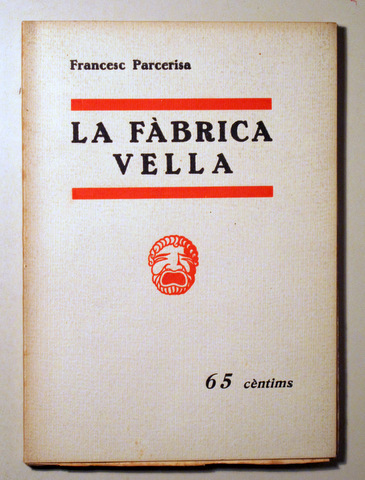 Francesc Parcerisa
LA FÀBRICA
VELLA
65 cèntims